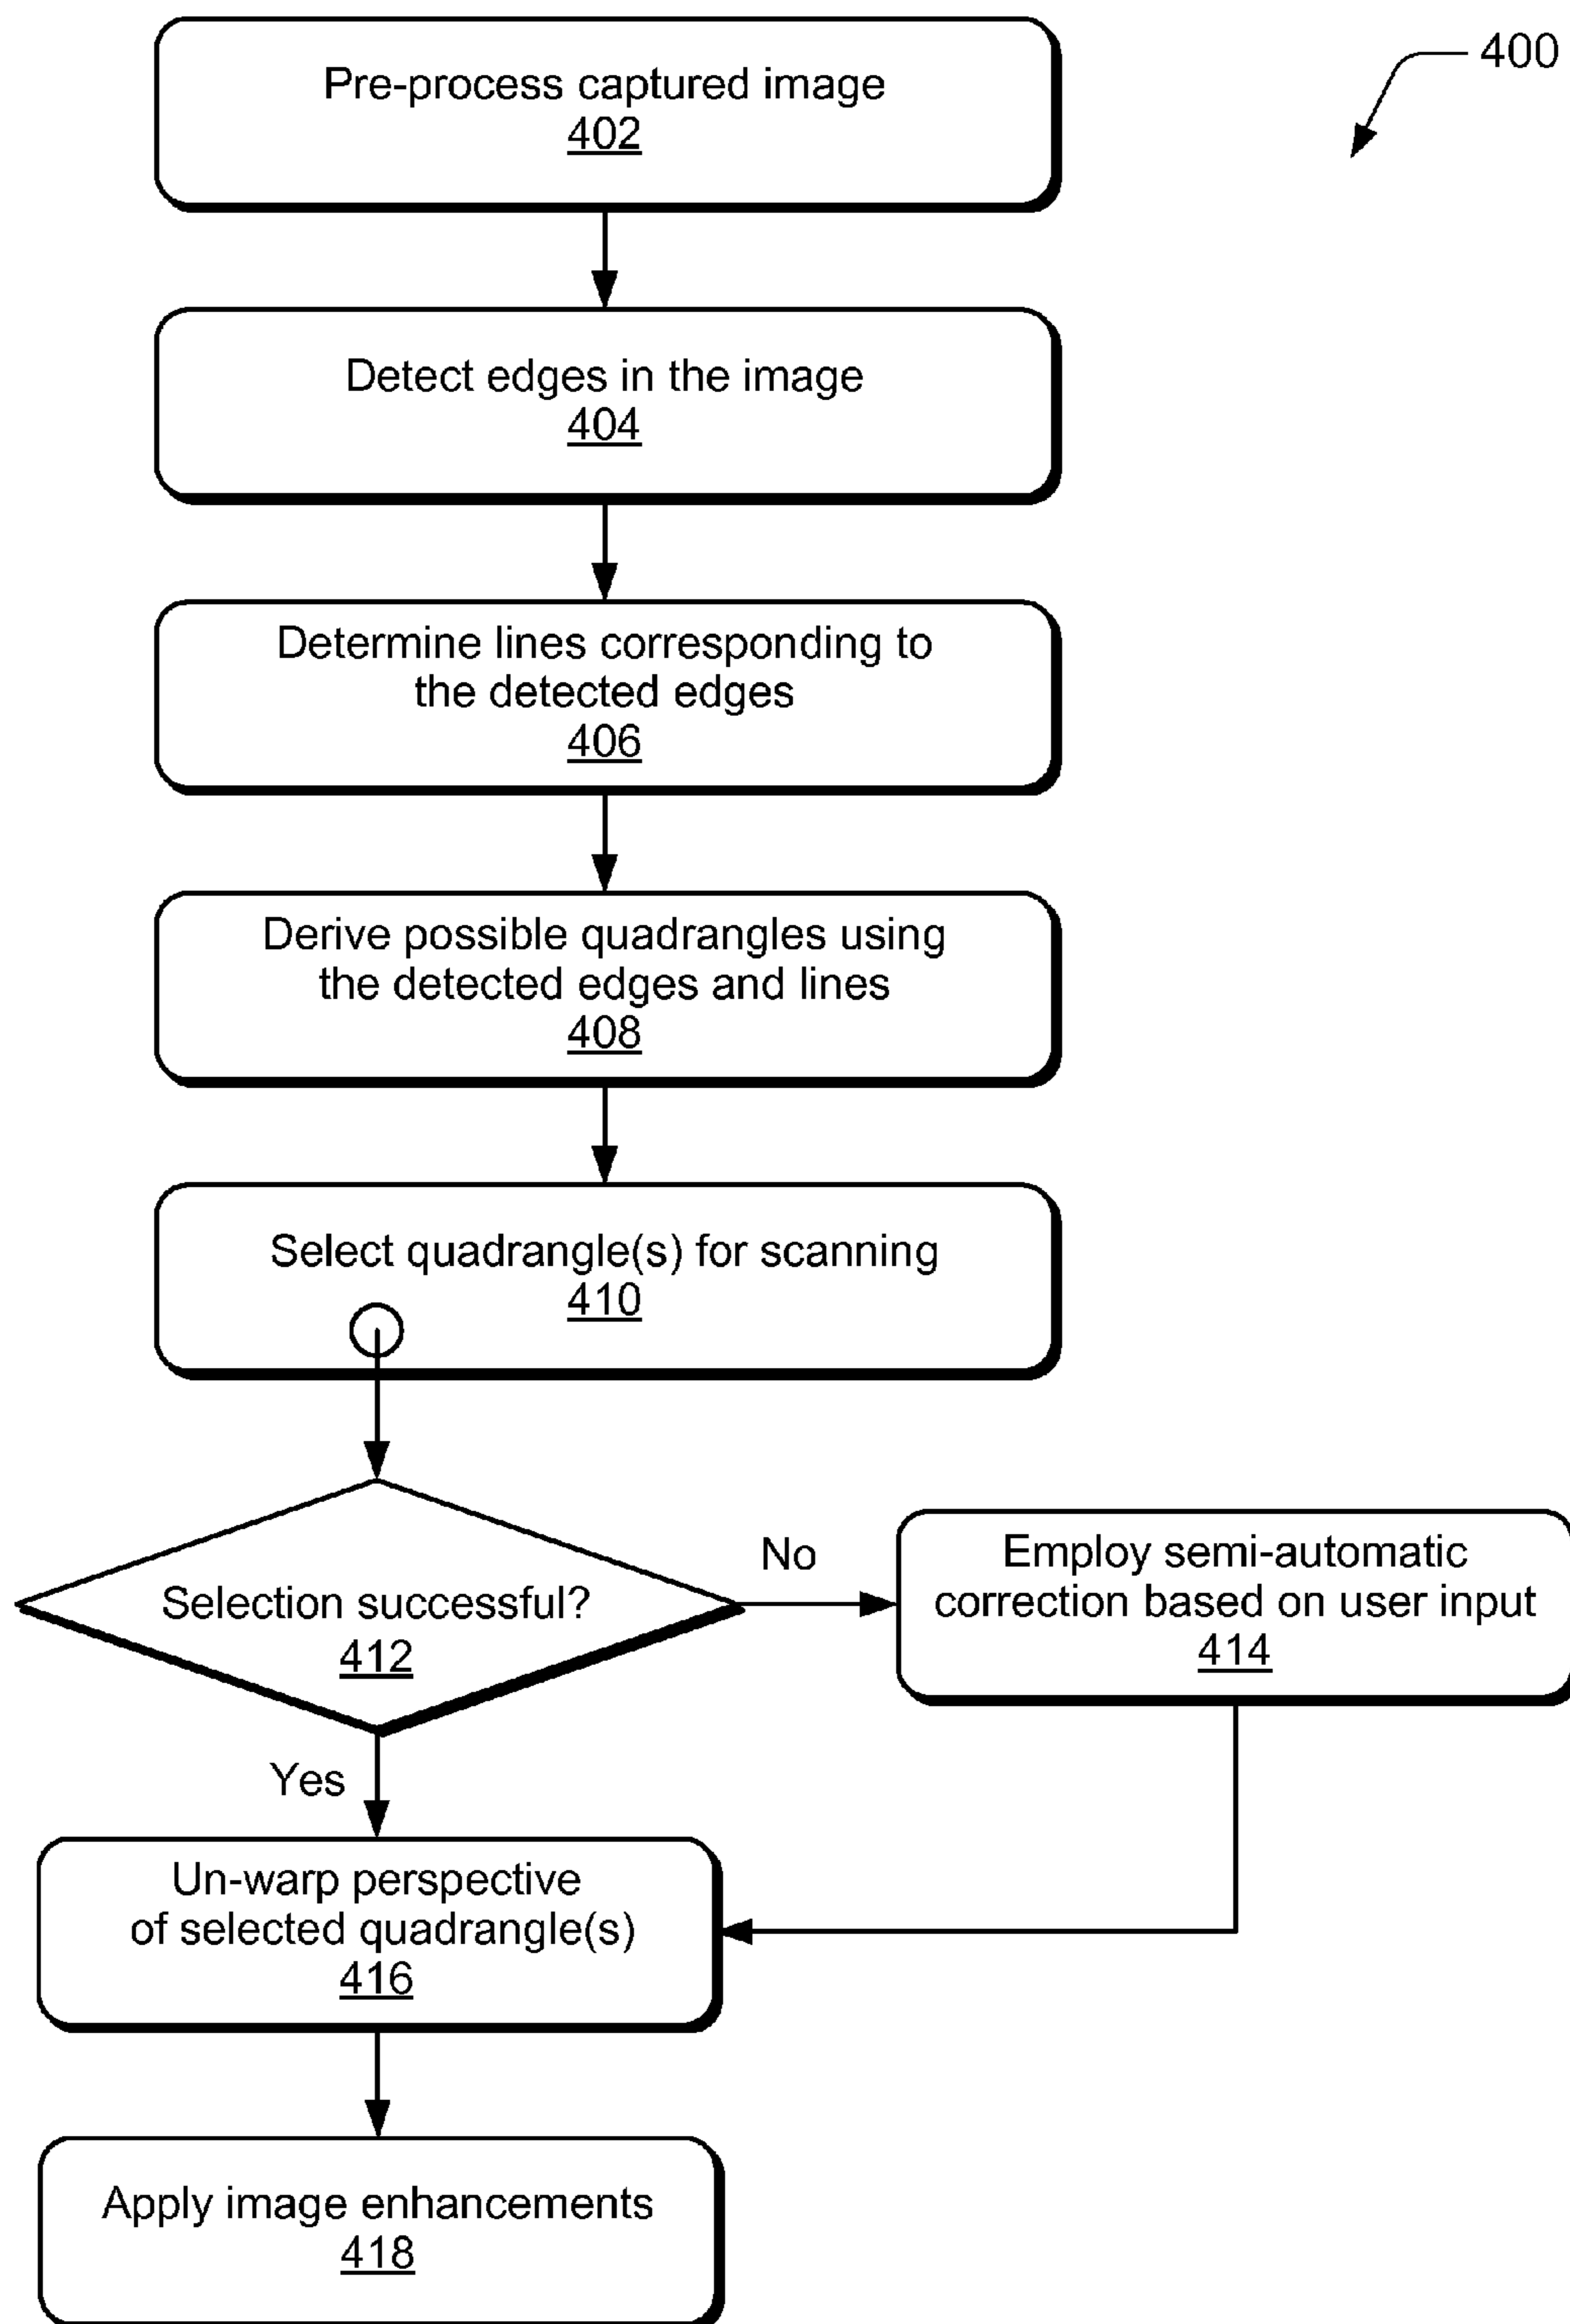 400
Pre-process captured image
402
Detect edges in the image
404
Determine lines corresponding to
the detected edges
406
Derive possible quadrangles using
the detected edges and lines
408
Select quadrangle(s) for scanning
410
Selection successful?
412
No
Employ semi-automatic
correction based on user input
414
Yes
Un-warp perspective
of selected quadrangle(s)
416
Apply image enhancements
418